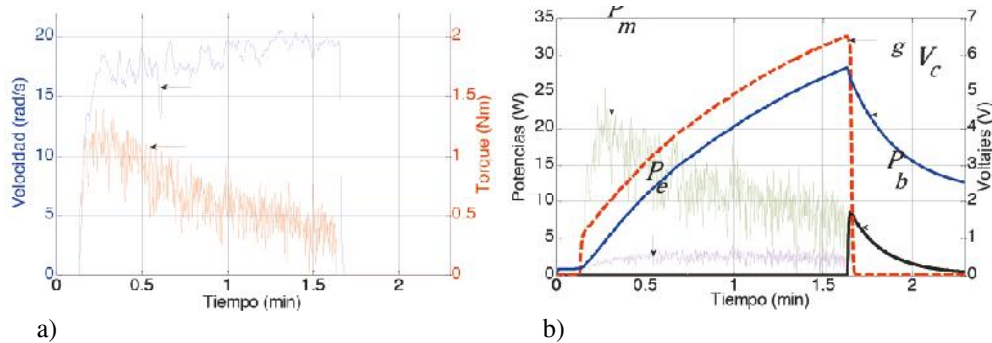 20
15
10
5
0
Velocidad (rad/s)
2
1.5
1
0.5
0
Torque (Nm)
0 0.5 1 1.5 2
Tiempo (min)
a)
P
m
35
30
25
20
15
10
5
0
Potencias (W)
g
V
c
P
e
P
b
7
6
5
4
3
2
1
0
Voltajes (V)
0 0.5 1 1.5 2
Tiempo (min)
b)